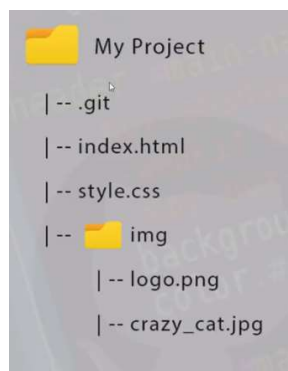 My Project
|-- .git
|-- index.html
|-- style.css
|-- img
|-- logo.png
|-- crazy_cat.jpg